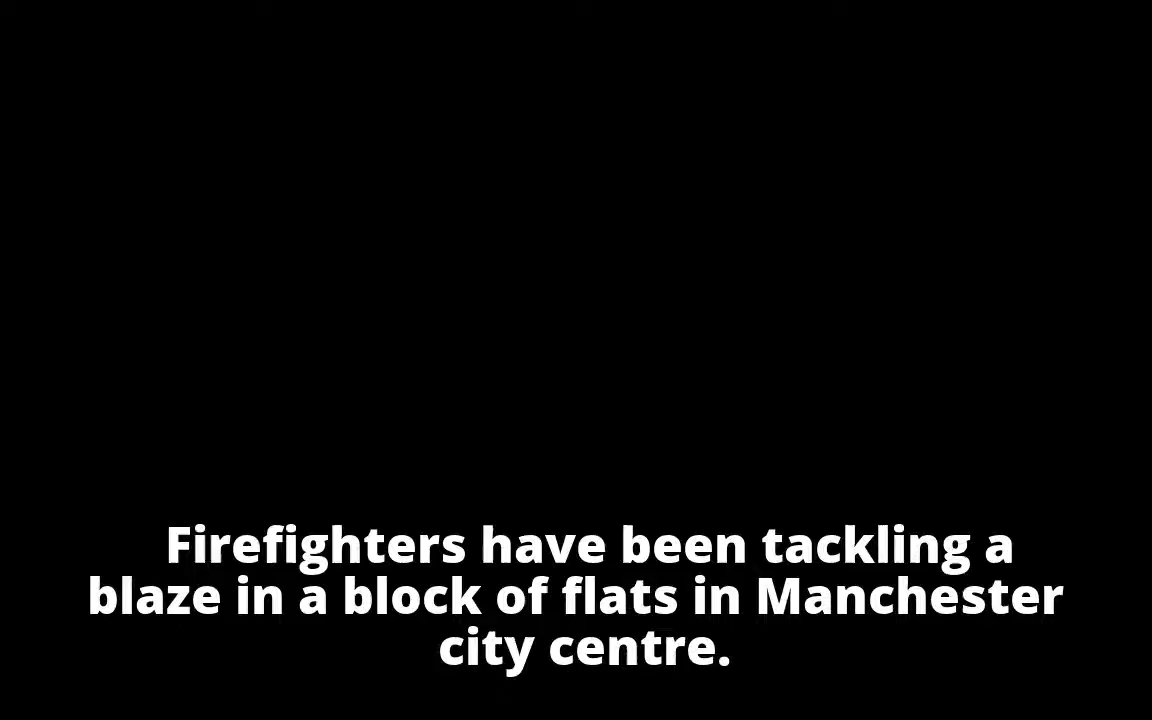 Firefighters have been tackling a
blaze in a block of flats in Manchester
city centre.